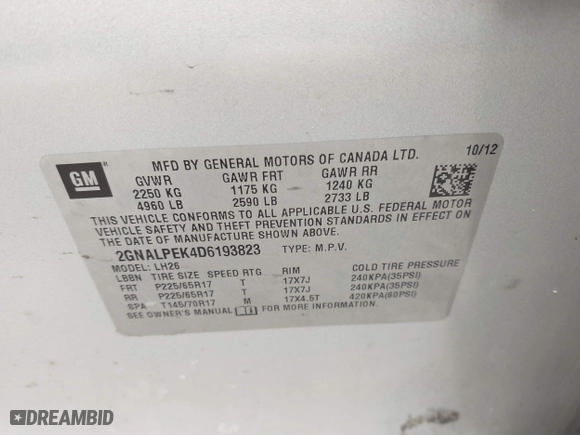 10/12
GM
MFD BY GENERAL MOTORS OF CANADA LTD.
GVWR GAWR FRT GAWR RR
2250 KG 1175 KG 1240 KG
4960 LB 2590 LB 2733 LB
THIS VEHICLE CONFORMS TO ALL APPLICABLE U.S. FEDERAL MOTOR
VEHICLE SAFETY AND THEFT PREVENTION STANDARDS IN EFFECT ON
THE DATE OF MANUFACTURE SHOWN ABOVE.
2GNALPEK4D6193823 TYPE: M.P.V.
MODEL: LH26
LBBN TIRE SIZE SPEED RTG RIM COLD TIRE PRESSURE
FRT P225/65R17 T 17X7J 240KPA(35PSI)
RR P225/65R17 T 17X7J 240KPA(35PSI)
SPA T145/70R17 M 17X4.5T 420KPA(60PSI)
SEE OWNER'S MANUAL FOR MORE INFORMATION.
DREAMBID